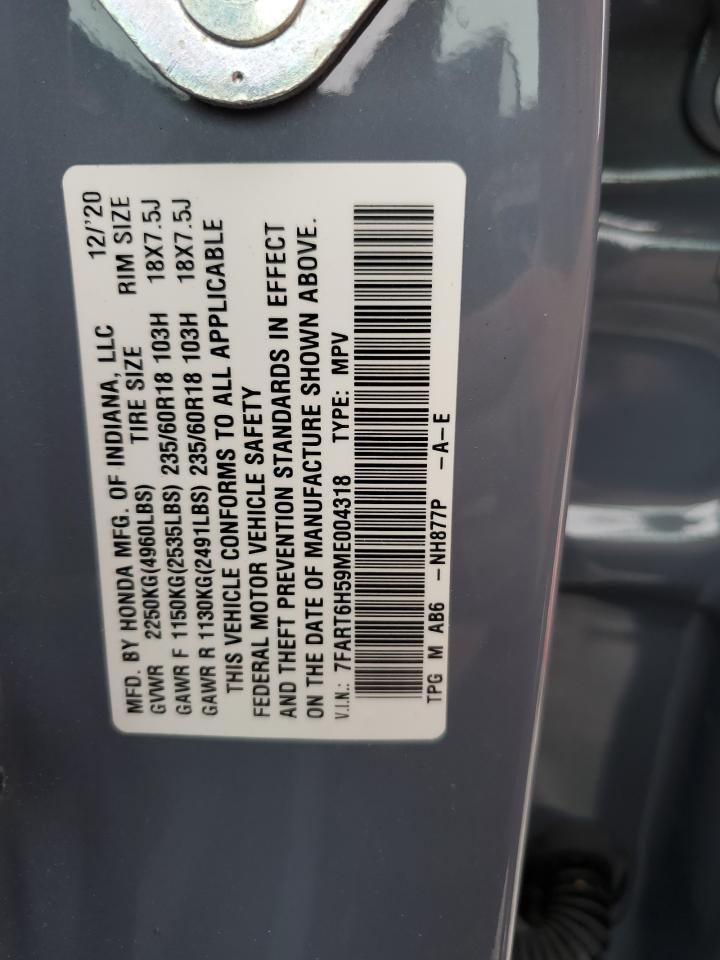 MFD. BY HONDA MFG. OF INDIANA, LLC 12/'20
GVWR 2250KG(4960LBS) TIRE SIZE RIM SIZE
GAWR F 1150KG(2535LBS) 235/60R18 103H 18X7.5J
GAWR R 1130KG(2491LBS) 235/60R18 103H 18X7.5J
THIS VEHICLE CONFORMS TO ALL APPLICABLE
FEDERAL MOTOR VEHICLE SAFETY
AND THEFT PREVENTION STANDARDS IN EFFECT
ON THE DATE OF MANUFACTURE SHOWN ABOVE.
V.I.N.: 7FART6H59ME004318 TYPE: MPV
TPG M AB6 -NH877P -A-E